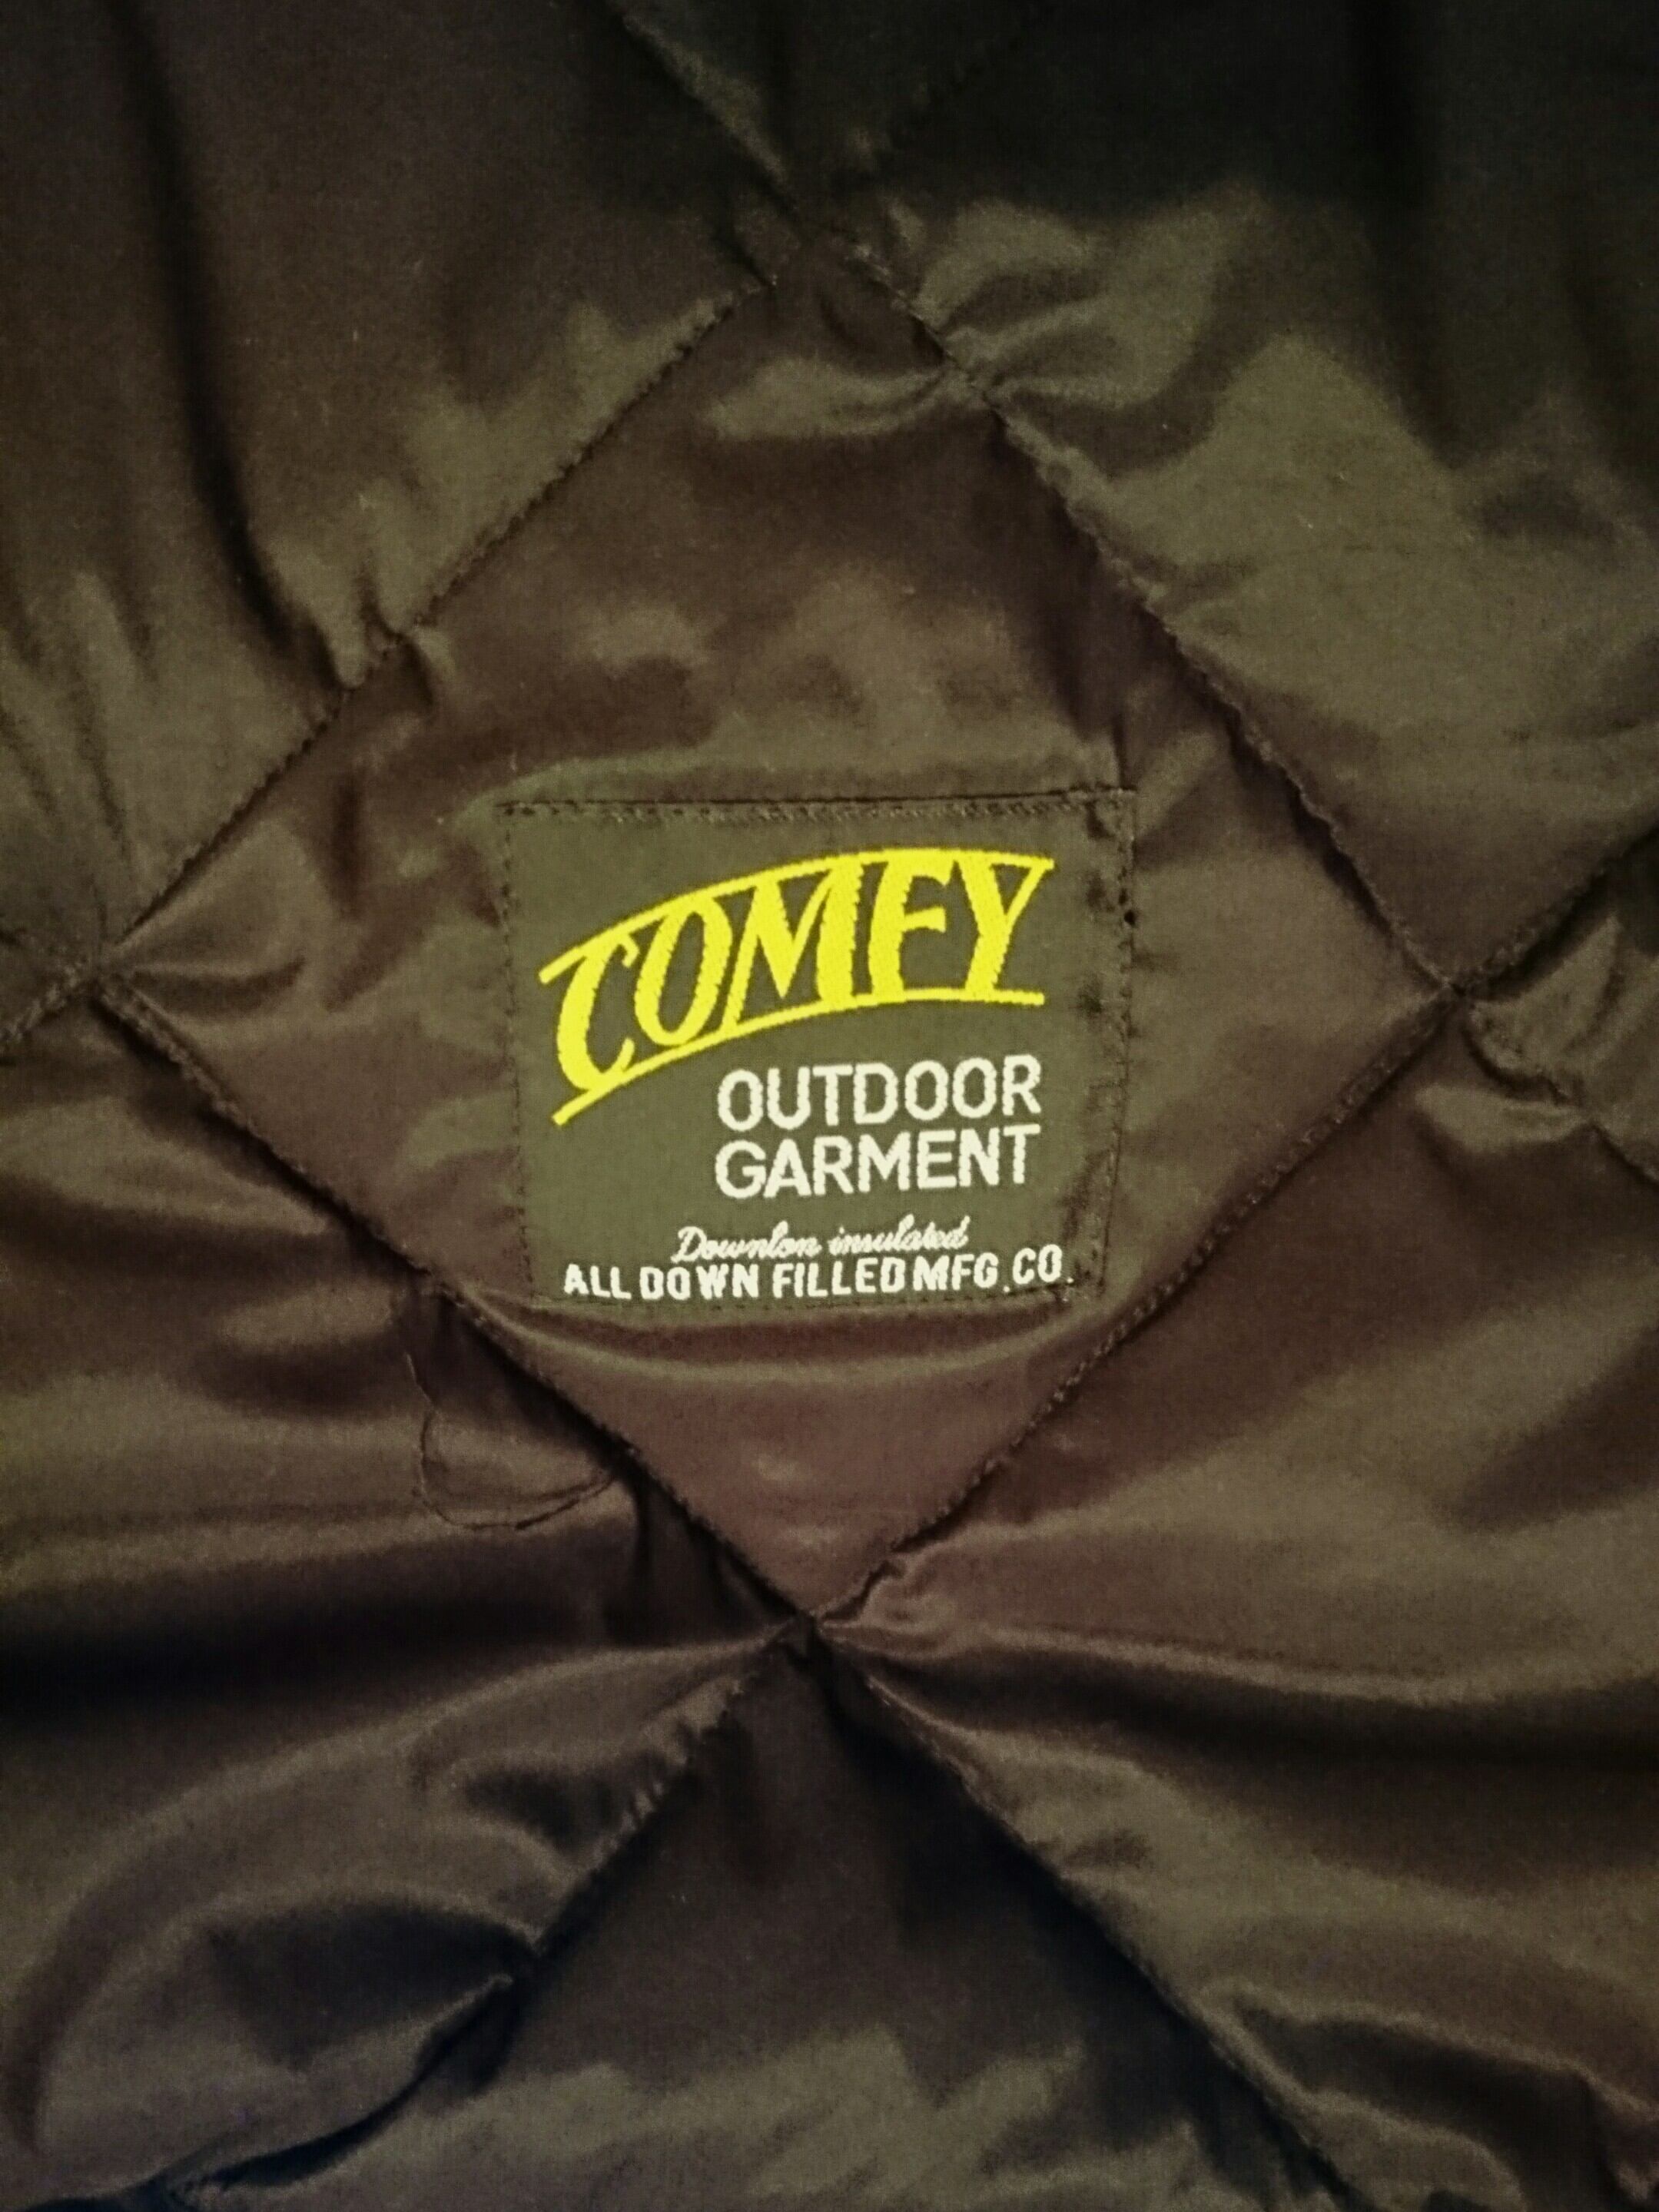 COMFY
OUTDOOR
GARMENT
Downlon insulated
ALL DOWN FILLED MFG. CO.